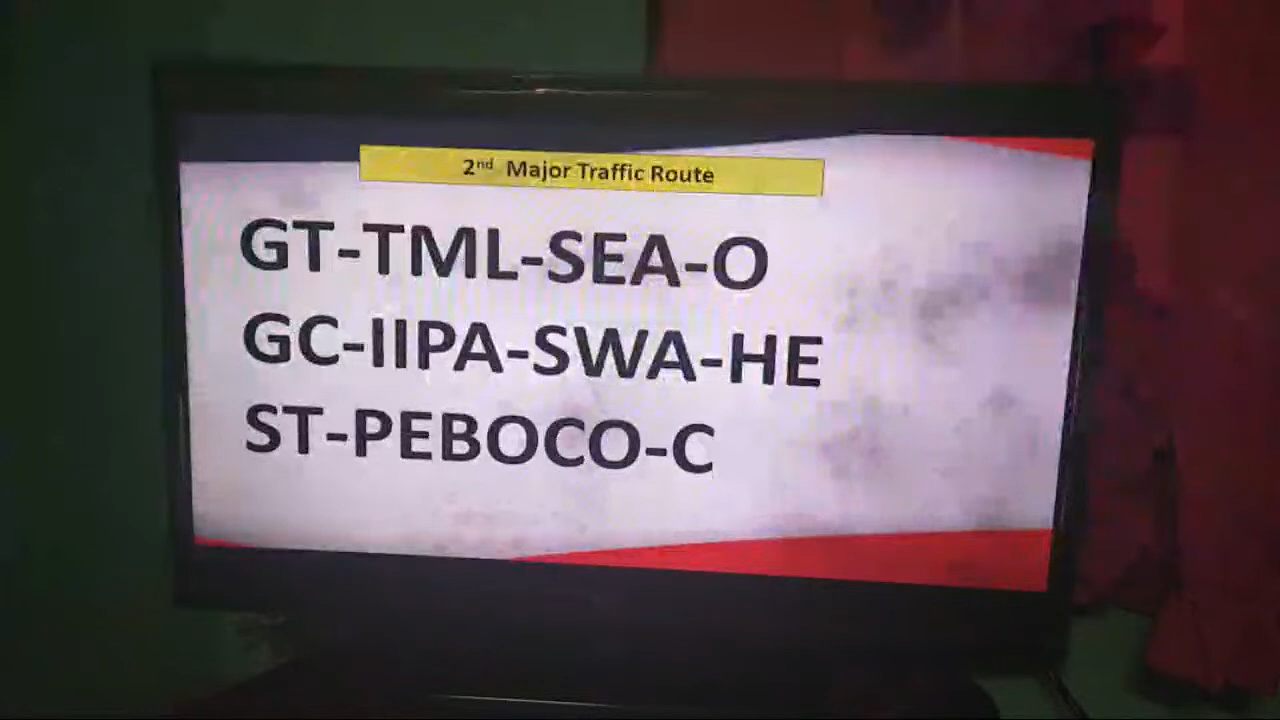 2nd Major Traffic Route
GT-TML-SEA-O
GC-IIPA-SWA-HE
ST-PEBOCO-C